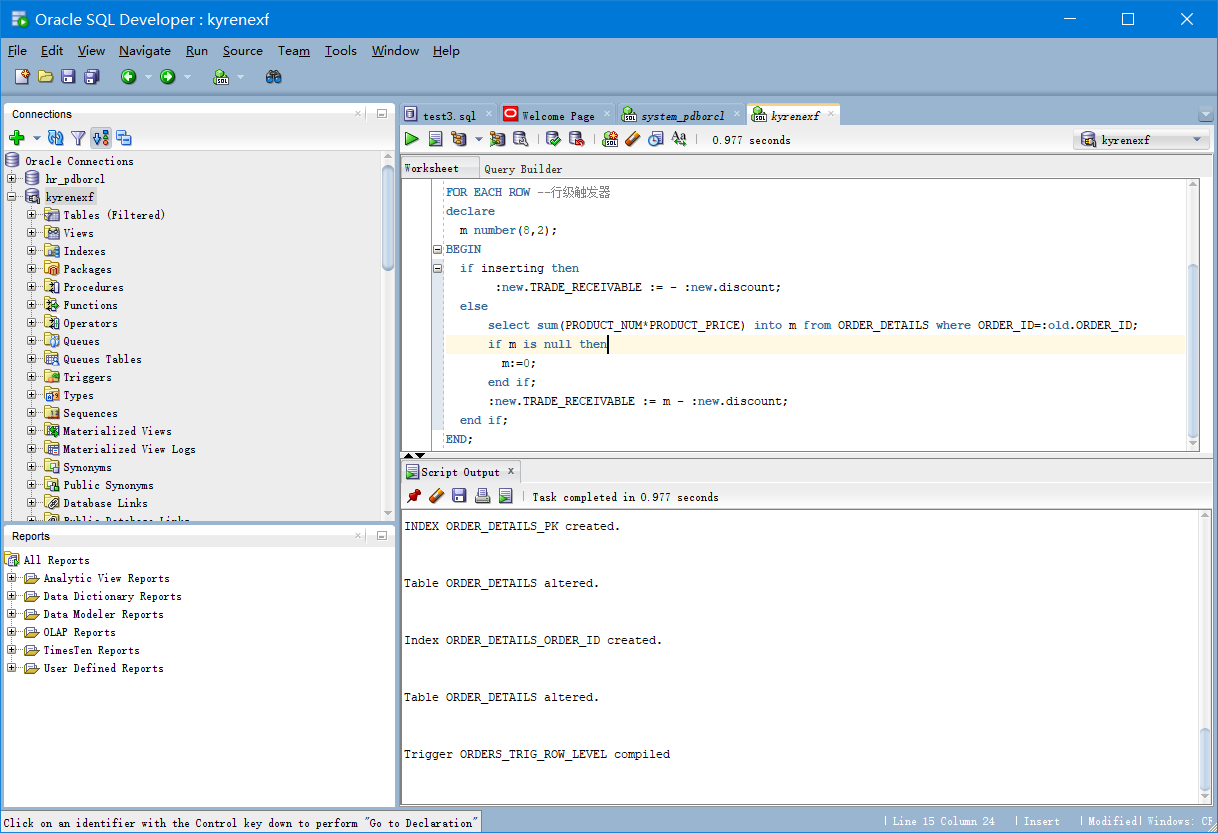 Oracle SQL Developer : kyrenexf
File Edit View Navigate Run Source Team Tools Window Help
Connections
Oracle Connections
hr_pdborcl
kyrenexf
Tables (Filtered)
Views
Indexes
Packages
Procedures
Functions
Operators
Queues
Queues Tables
Triggers
Types
Sequences
Materialized Views
Materialized View Logs
Synonyms
Public Synonyms
Database Links
Public Database Links
Reports
All Reports
Analytic View Reports
Data Dictionary Reports
Data Modeler Reports
OLAP Reports
TimesTen Reports
User Defined Reports
test3.sql Welcome Page system_pdborcl kyrenexf
0.977 seconds kyrenexf
Worksheet Query Builder
FOR EACH ROW --行级触发器
declare
m number(8,2);
BEGIN
if inserting then
:new.TRADE_RECEIVABLE := - :new.discount;
else
select sum(PRODUCT_NUM*PRODUCT_PRICE) into m from ORDER_DETAILS where ORDER_ID=:old.ORDER_ID;
if m is null then
m:=0;
end if;
:new.TRADE_RECEIVABLE := m - :new.discount;
end if;
END;
Script Output x
Task completed in 0.977 seconds
INDEX ORDER_DETAILS_PK created.
Table ORDER_DETAILS altered.
Index ORDER_DETAILS_ORDER_ID created.
Table ORDER_DETAILS altered.
Trigger ORDERS_TRIG_ROW_LEVEL compiled
Click on an identifier with the Control key down to perform "Go to Declaration"
Line 15 Column 24 Insert Modified Windows: CF